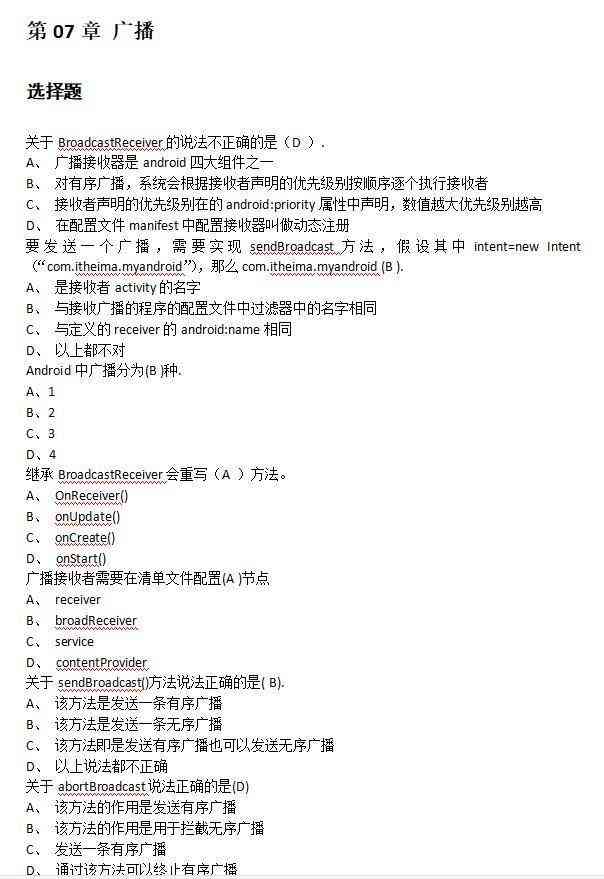 第 07 章 广播
选择题
关于 BroadcastReceiver 的说法不正确的是（D ）.
A、 广播接收器是 android 四大组件之一
B、 对有序广播，系统会根据接收者声明的优先级别按顺序逐个执行接收者
C、 接收者声明的优先级别在的 android:priority 属性中声明，数值越大优先级别越高
D、 在配置文件 manifest 中配置接收器叫做动态注册
要发送一个广播，需要实现 sendBroadcast 方法，假设其中 intent=new Intent
（“com.itheima.myandroid”），那么 com.itheima.myandroid (B ).
A、 是接收者 activity 的名字
B、 与接收广播的程序的配置文件中过滤器中的名字相同
C、 与定义的 receiver 的 android:name 相同
D、 以上都不对
Android 中广播分为(B )种.
A、1
B、2
C、3
D、4
继承 BroadcastReceiver 会重写（A ）方法。
A、 OnReceiver()
B、 onUpdate()
C、 onCreate()
D、 onStart()
广播接收者需要在清单文件配置(A )节点
A、 receiver
B、 broadReceiver
C、 service
D、 contentProvider
关于 sendBroadcast()方法说法正确的是( B).
A、 该方法是发送一条有序广播
B、 该方法是发送一条无序广播
C、 该方法即是发送有序广播也可以发送无序广播
D、 以上说法都不正确
关于 abortBroadcast 说法正确的是(D)
A、 该方法的作用是发送有序广播
B、 该方法的作用是用于拦截无序广播
C、 发送一条有序广播
D、 通过该方法可以终止有序广播